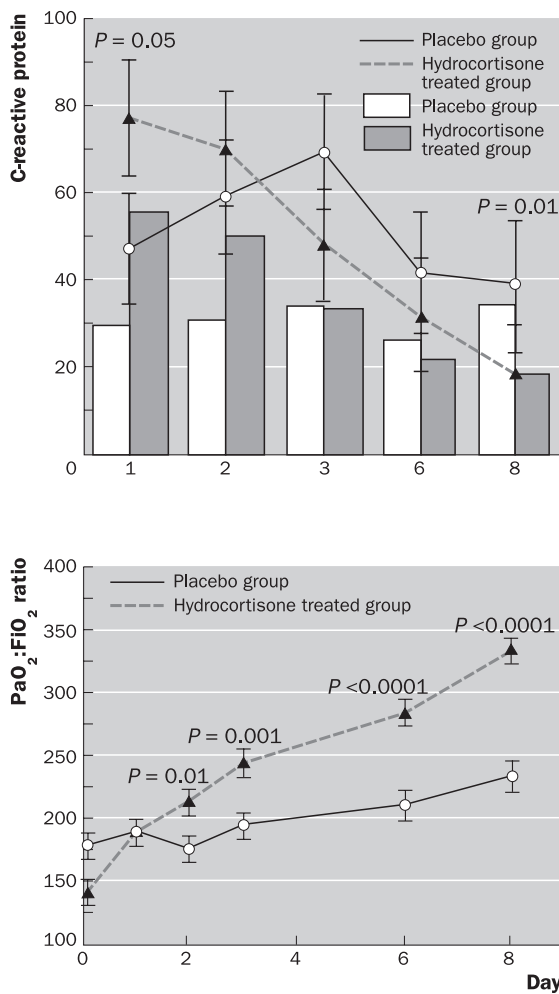 C-reactive protein
100
80
60
40
20
0
P = 0.05
Placebo group
Hydrocortisone
treated group
Placebo group
Hydrocortisone
treated group
P = 0.01
1 2 3 6 8
PaO2:FiO2 ratio
400
350
300
250
200
150
100
Placebo group
Hydrocortisone treated group
P <0.0001
P <0.0001
P = 0.001
P = 0.01
0 2 4 6 8
Day